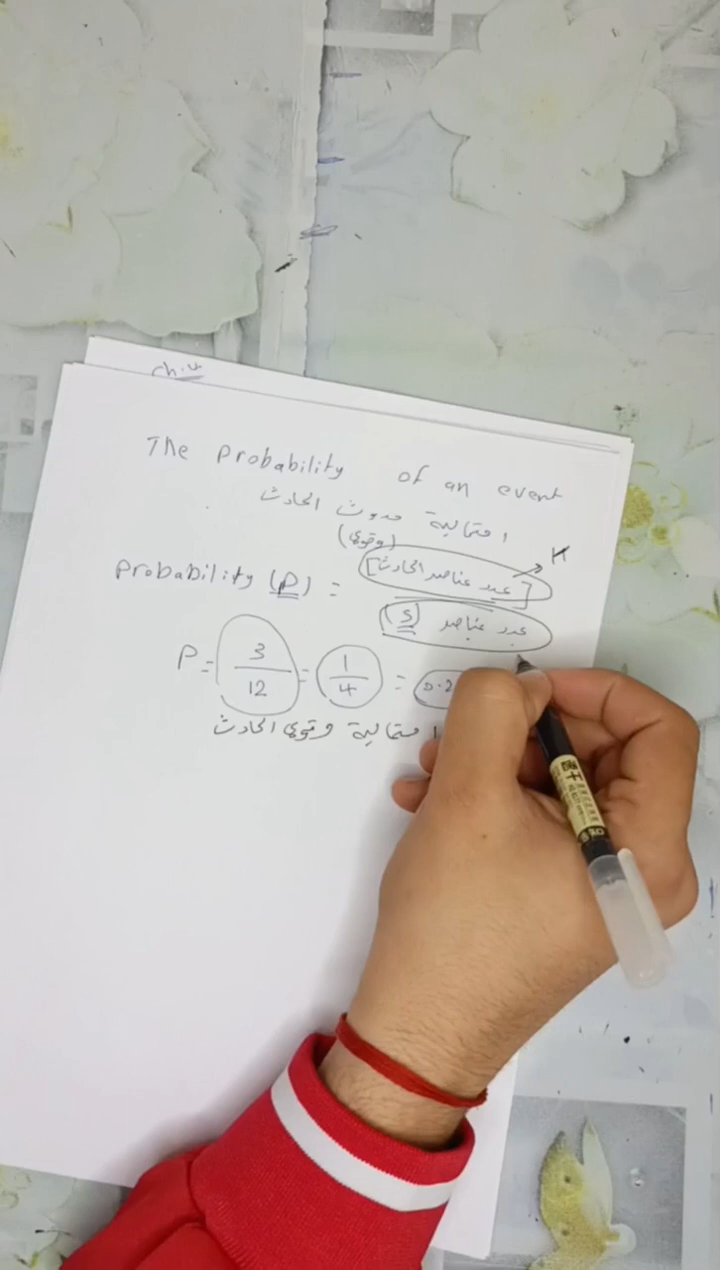 ch.
The probability of an event
احتمالية حدوث الحادث
(وقوع)
[عدد عناصر الحادث] H
probability (P) =
عدد عناصر (S)
P = 3/12 = 1/4 = 0.2
احتمالية وقوع الحادث